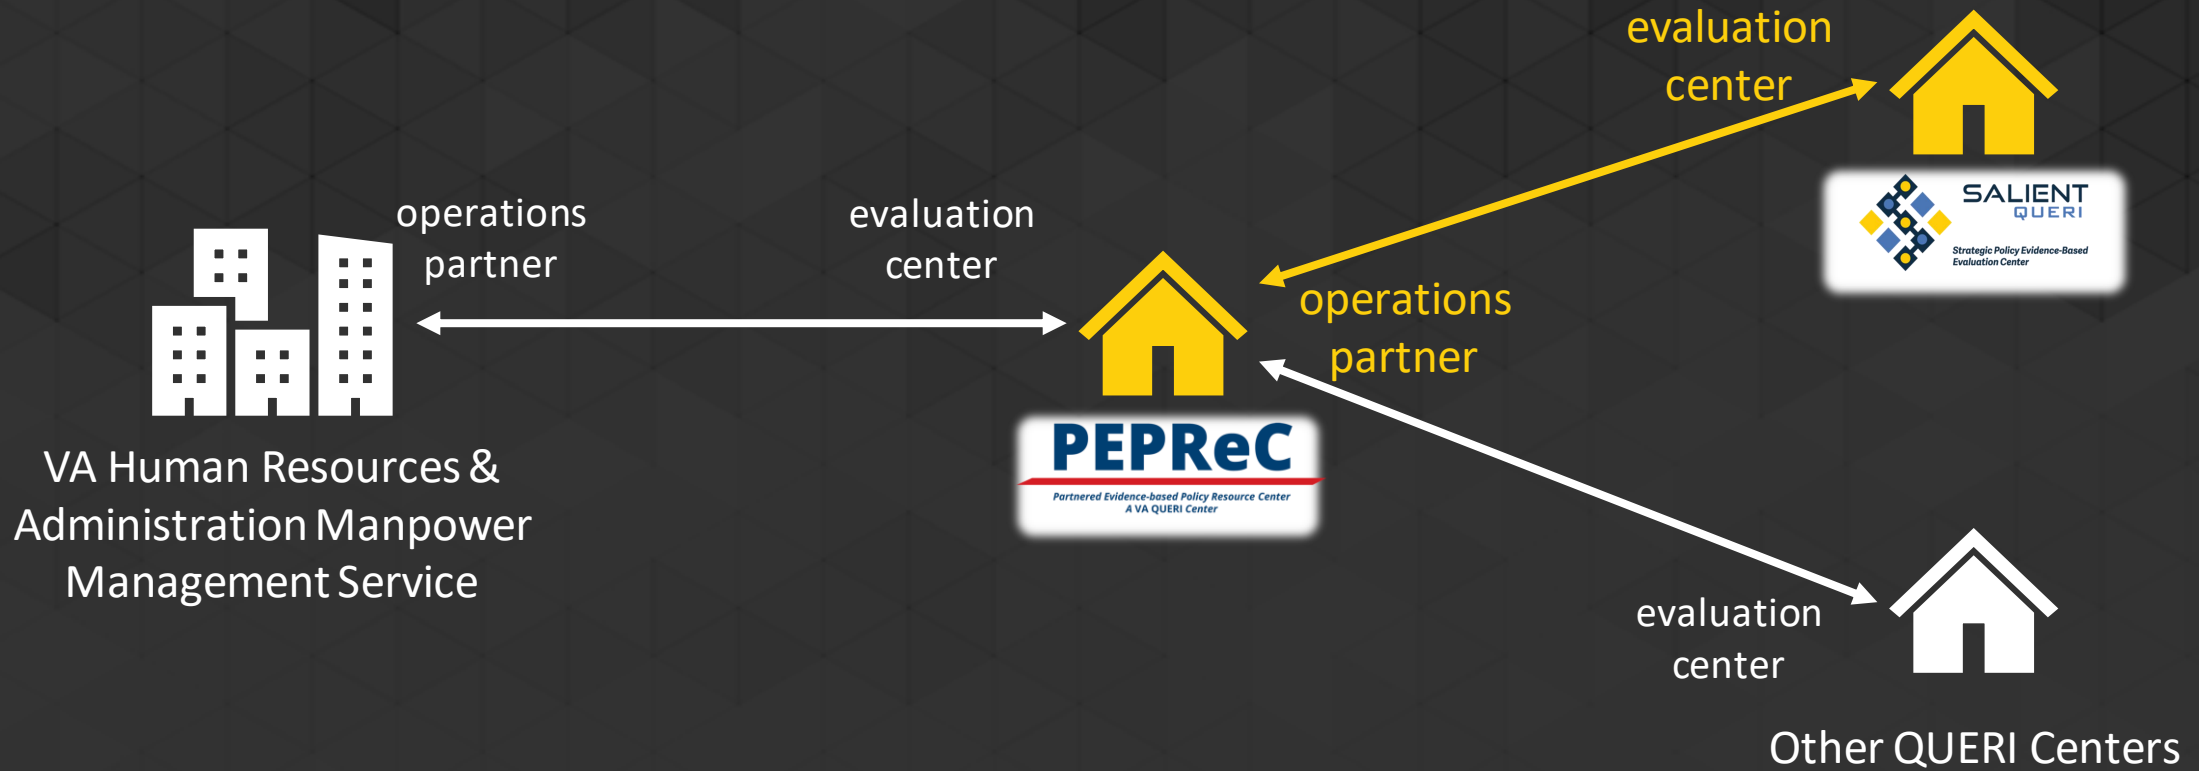 evaluation
center
SALIENT
QUERI
Strategic Policy Evidence-Based
Evaluation Center
operations
partner
evaluation
center
operations
partner
VA Human Resources &
Administration Manpower
Management Service
PEPReC
Partnered Evidence-based Policy Resource Center
A VA QUERI Center
evaluation
center
Other QUERI Centers